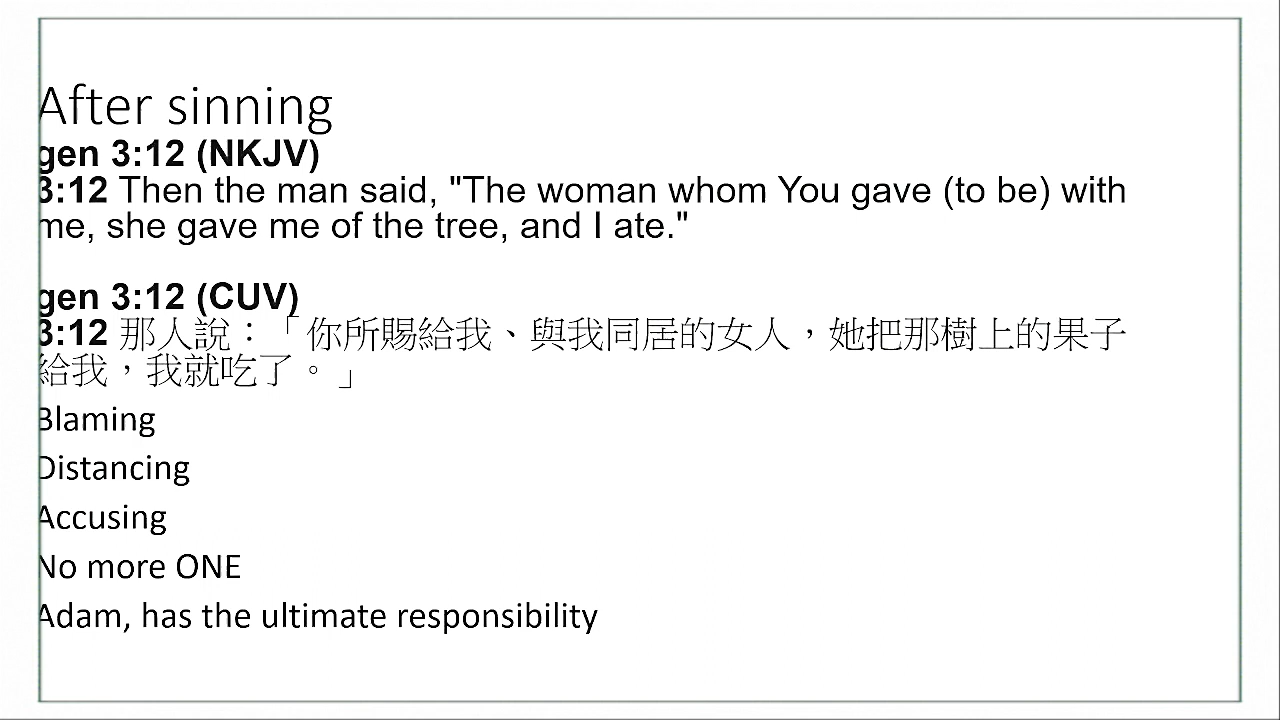 After sinning
gen 3:12 (NKJV)
3:12 Then the man said, "The woman whom You gave (to be) with
me, she gave me of the tree, and I ate."
gen 3:12 (CUV)
3:12 那人說：「你所賜給我、與我同居的女人，她把那樹上的果子
給我，我就吃了。」
Blaming
Distancing
Accusing
No more ONE
Adam, has the ultimate responsibility